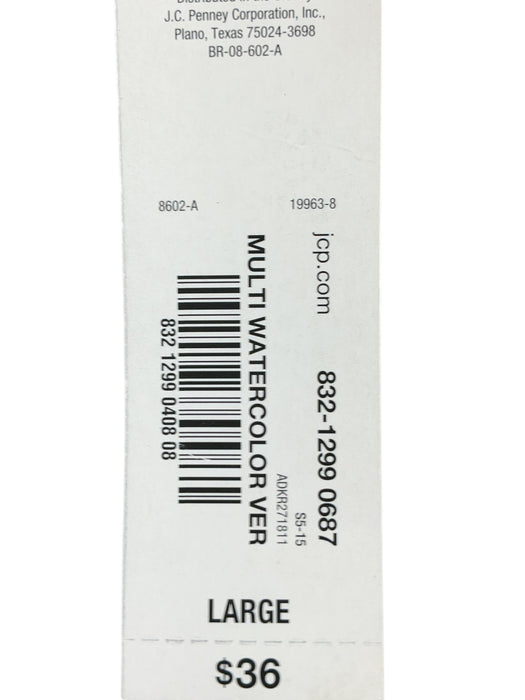 J.C. Penney Corporation, Inc.,
Plano, Texas 75024-3698
BR-08-602-A
8602-A 19963-8
jcp.com 832-1299 0687
S5-15
ADKR271811
MULTI WATERCOLOR VER
832 1299 0408 08
LARGE
$36